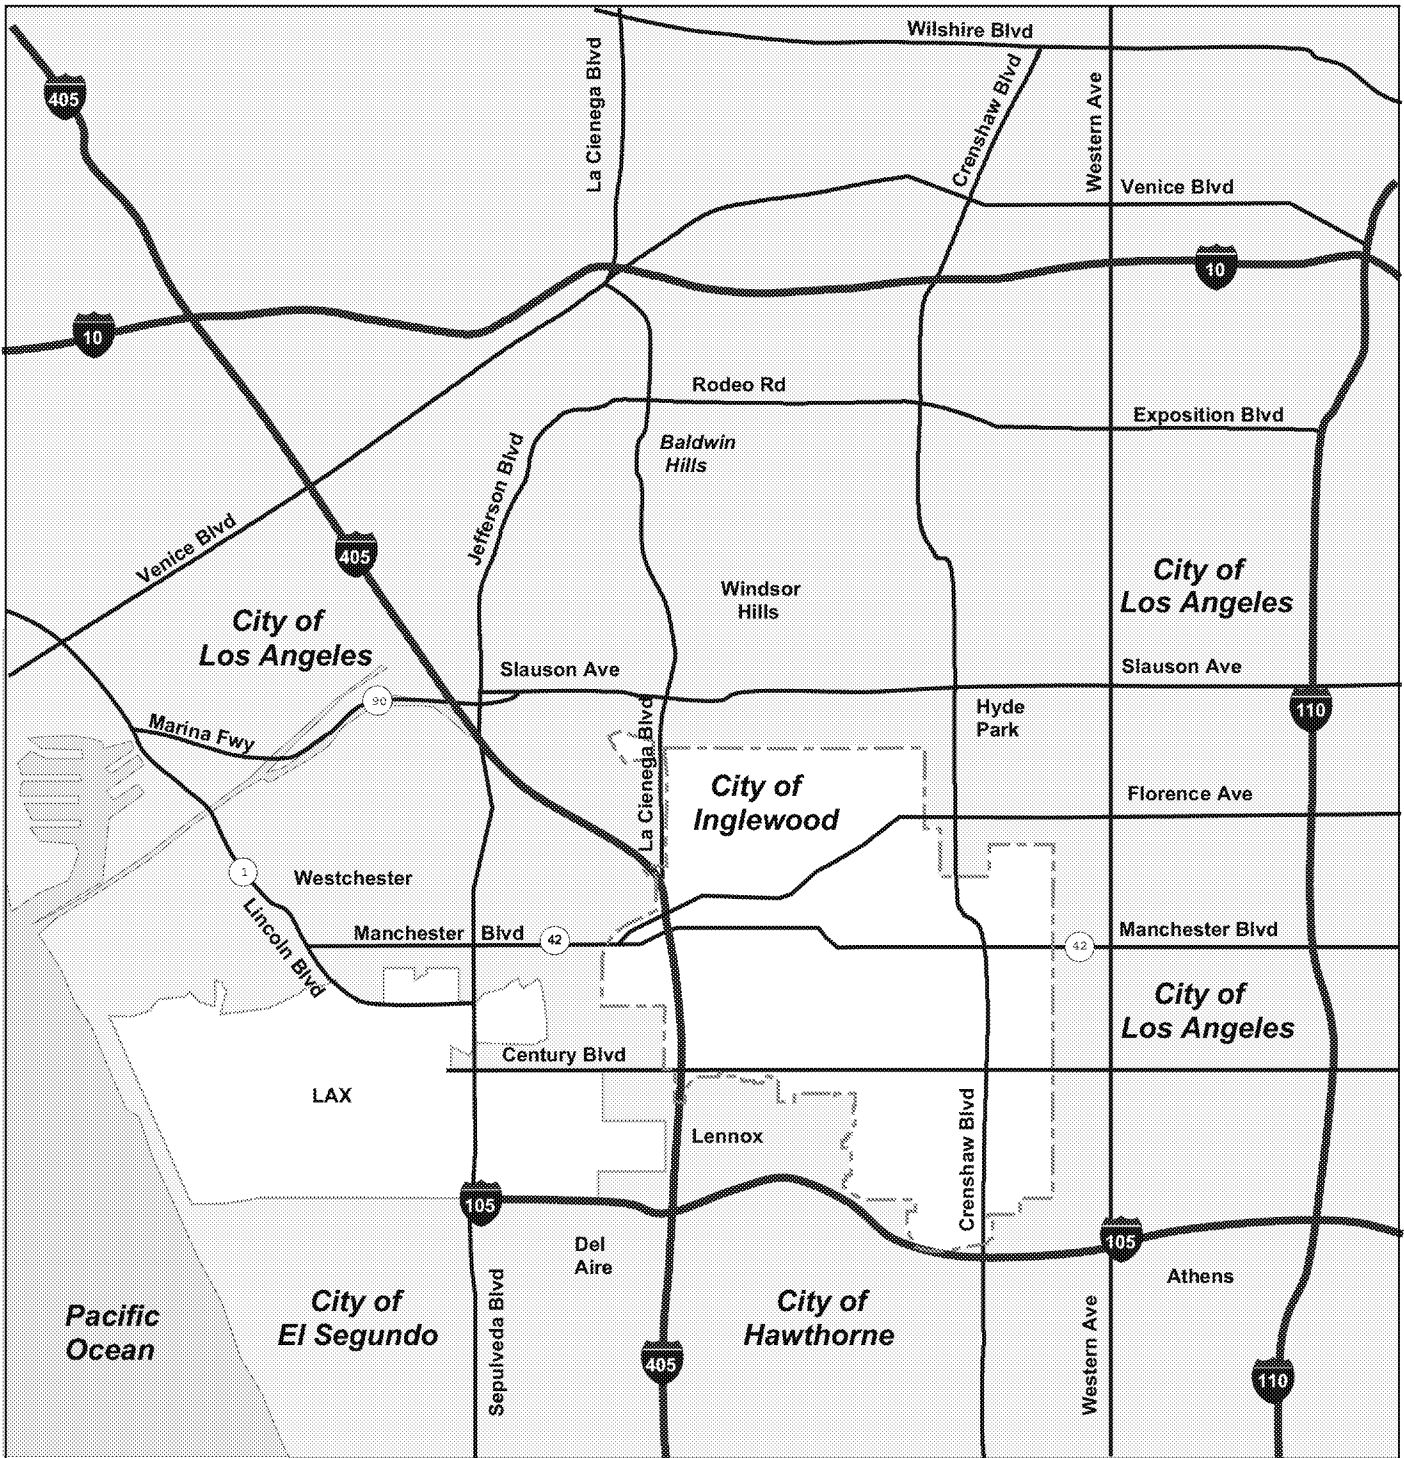 Wilshire Blvd
La Cienega Blvd
Crenshaw Blvd
Western Ave
405
Venice Blvd
10
10
Rodeo Rd
Exposition Blvd
Baldwin
Hills
Jefferson Blvd
Venice Blvd
405
City of
Los Angeles
Windsor
Hills
City of
Los Angeles
Slauson Ave
Slauson Ave
90
Hyde
Park
110
Marina Fwy
La Cienega Blvd
City of
Inglewood
Florence Ave
1
Westchester
Lincoln Blvd
Manchester Blvd
42
42
Manchester Blvd
City of
Los Angeles
Century Blvd
LAX
Lennox
Crenshaw Blvd
105
105
Del
Aire
Athens
Pacific
Ocean
City of
El Segundo
Sepulveda Blvd
405
City of
Hawthorne
Western Ave
110